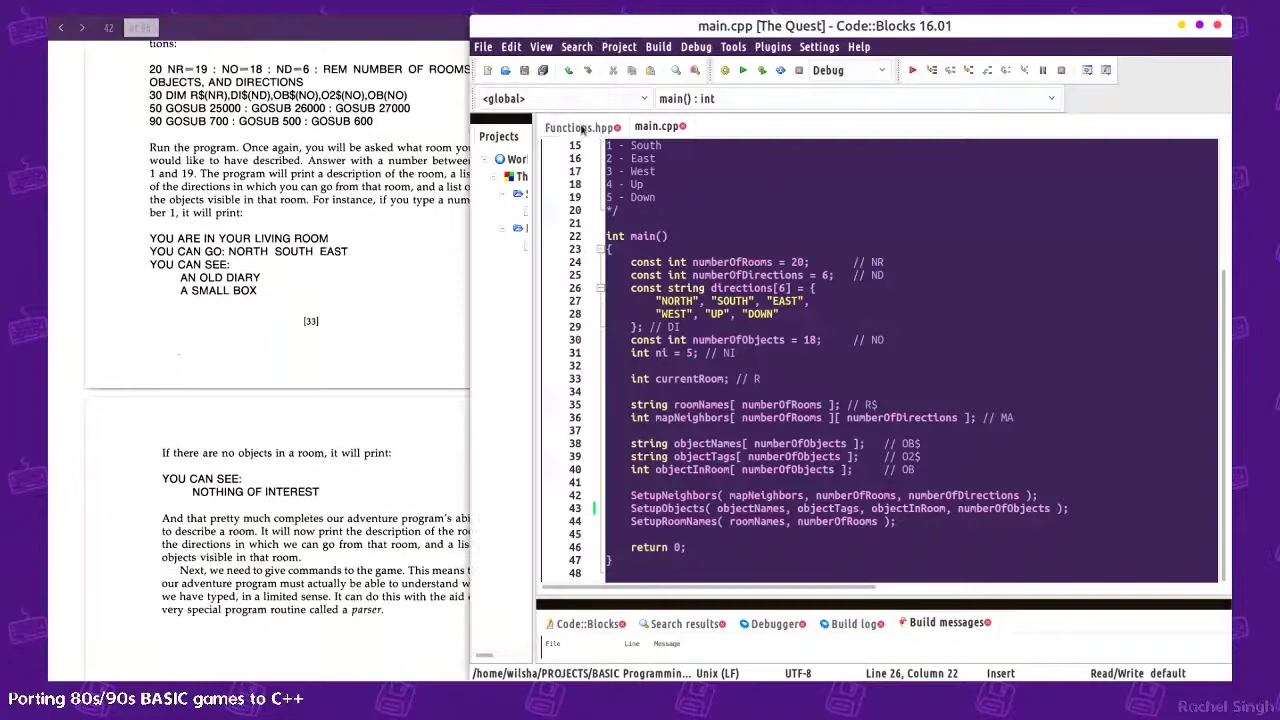 42 of 96
tions:
20 NR=19 : NO=18 : ND=6 : REM NUMBER OF ROOMS
OBJECTS, AND DIRECTIONS
30 DIM R$(NR),DI$(ND),OB$(NO),O2$(NO),OB(NO)
50 GOSUB 25000 : GOSUB 26000 : GOSUB 27000
90 GOSUB 700 : GOSUB 500 : GOSUB 600
Run the program. Once again, you will be asked what room you
would like to have described. Answer with a number between
1 and 19. The program will print a description of the room, a lis
of the directions in which you can go from that room, and a list o
the objects visible in that room. For instance, if you type a num
ber 1, it will print:
YOU ARE IN YOUR LIVING ROOM
YOU CAN GO: NORTH SOUTH EAST
YOU CAN SEE:
AN OLD DIARY
A SMALL BOX
[33]
If there are no objects in a room, it will print:
YOU CAN SEE:
NOTHING OF INTEREST
And that pretty much completes our adventure program's abi
to describe a room. It will now print the description of the ro
the directions in which we can go from that room, and a lis
objects visible in that room.
Next, we need to give commands to the game. This means t
our adventure program must actually be able to understand w
we have typed, in a limited sense. It can do this with the aid o
very special program routine called a parser.
main.cpp [The Quest] - Code::Blocks 16.01
File Edit View Search Project Build Debug Tools Plugins Settings Help
Debug
<global> main() : int
Projects
Wor
Th
Functions.hpp main.cpp
15 1 - South
16 2 - East
17 3 - West
18 4 - Up
19 5 - Down
20 */
21
22 int main()
23 {
24 const int numberOfRooms = 20; // NR
25 const int numberOfDirections = 6; // ND
26 const string directions[6] = {
27 "NORTH", "SOUTH", "EAST",
28 "WEST", "UP", "DOWN"
29 }; // DI
30 const int numberOfObjects = 18; // NO
31 int ni = 5; // NI
32
33 int currentRoom; // R
34
35 string roomNames[ numberOfRooms ]; // R$
36 int mapNeighbors[ numberOfRooms ][ numberOfDirections ]; // MA
37
38 string objectNames[ numberOfObjects ]; // OB$
39 string objectTags[ numberOfObjects ]; // O2$
40 int objectInRoom[ numberOfObjects ]; // OB
41
42 SetupNeighbors( mapNeighbors, numberOfRooms, numberOfDirections );
43 SetupObjects( objectNames, objectTags, objectInRoom, numberOfObjects );
44 SetupRoomNames( roomNames, numberOfRooms );
45
46 return 0;
47 }
48
Code::Blocks Search results Debugger Build log Build messages
File Line Message
/home/wilsha/PROJECTS/BASIC Programmin... Unix (LF) UTF-8 Line 26, Column 22 Insert Read/Write default
Porting 80s/90s BASIC games to C++
Rachel Singh